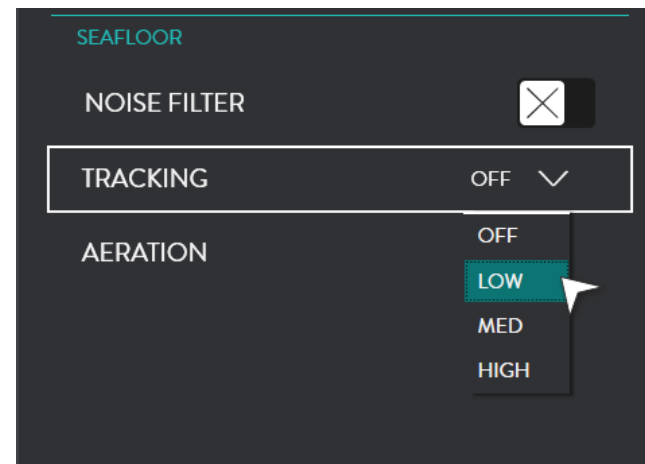 SEAFLOOR
NOISE FILTER
TRACKING OFF
AERATION
OFF
LOW
MED
HIGH